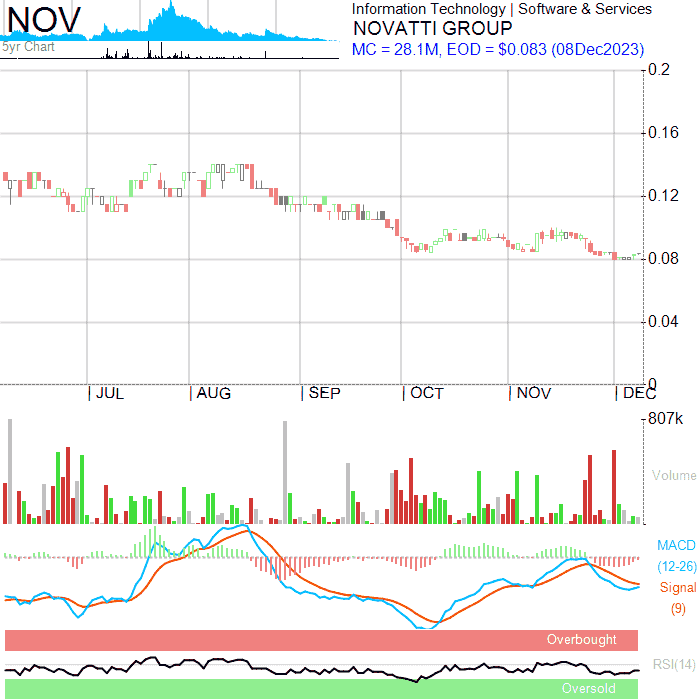 NOV
5yr Chart
Information Technology | Software & Services
NOVATTI GROUP
MC = 28.1M, EOD = $0.083 (08Dec2023)
0.2
0.16
0.12
0.08
0.04
0
| JUL | AUG | SEP | OCT | NOV | DEC
807k
Volume
MACD
(12-26)
Signal
(9)
Overbought
RSI(14)
Oversold